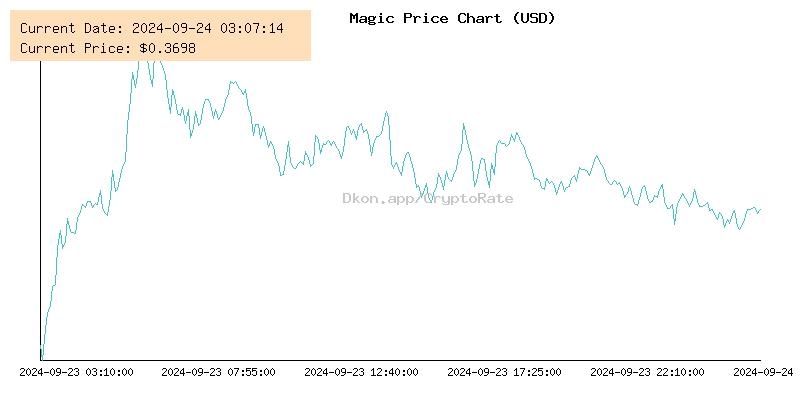 Magic Price Chart (USD)
Current Date: 2024-09-24 03:07:14
Current Price: $0.3698
Dkon.app/CryptoRate
2024-09-23 03:10:00 2024-09-23 07:55:00 2024-09-23 12:40:00 2024-09-23 17:25:00 2024-09-23 22:10:00 2024-09-24